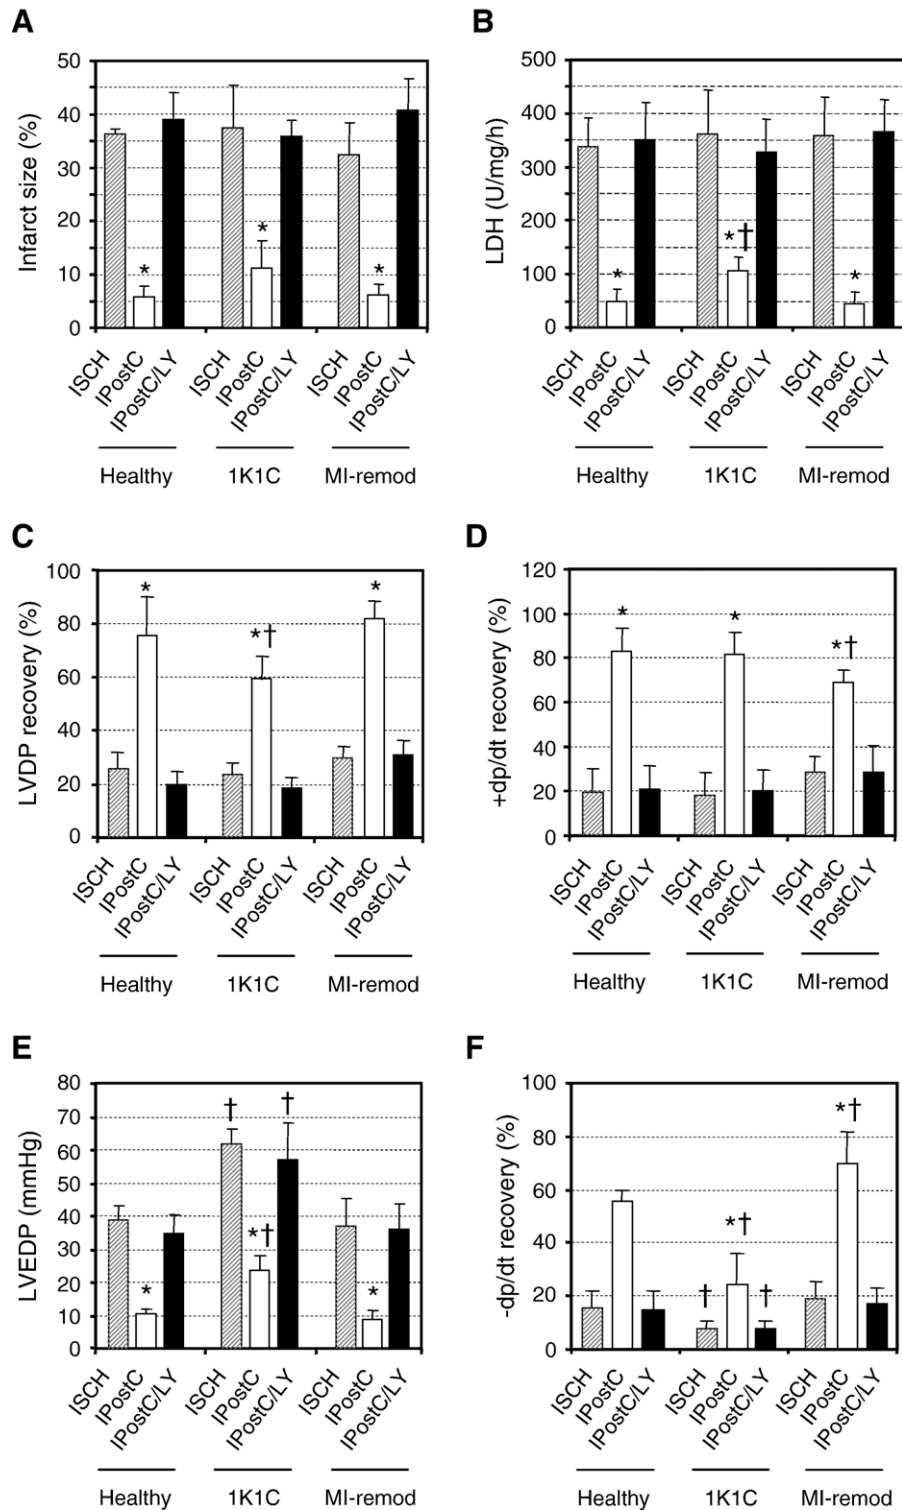 A
Infarct size (%)
50
40
30
20
10
0
*
*
*
ISCH
IPostC
IPostC/LY
ISCH
IPostC
IPostC/LY
ISCH
IPostC
IPostC/LY
Healthy
1K1C
MI-remod
B
LDH (U/mg/h)
500
400
300
200
100
0
*
*†
*
ISCH
IPostC
IPostC/LY
ISCH
IPostC
IPostC/LY
ISCH
IPostC
IPostC/LY
Healthy
1K1C
MI-remod
C
LVDP recovery (%)
100
80
60
40
20
0
*
*†
*
ISCH
IPostC
IPostC/LY
ISCH
IPostC
IPostC/LY
ISCH
IPostC
IPostC/LY
Healthy
1K1C
MI-remod
D
+dp/dt recovery (%)
120
100
80
60
40
20
0
*
*
*†
ISCH
IPostC
IPostC/LY
ISCH
IPostC
IPostC/LY
ISCH
IPostC
IPostC/LY
Healthy
1K1C
MI-remod
E
LVEDP (mmHg)
80
70
60
50
40
30
20
10
0
*
†
*†
†
*
ISCH
IPostC
IPostC/LY
ISCH
IPostC
IPostC/LY
ISCH
IPostC
IPostC/LY
Healthy
1K1C
MI-remod
F
-dp/dt recovery (%)
100
80
60
40
20
0
†
*†
†
*†
ISCH
IPostC
IPostC/LY
ISCH
IPostC
IPostC/LY
ISCH
IPostC
IPostC/LY
Healthy
1K1C
MI-remod